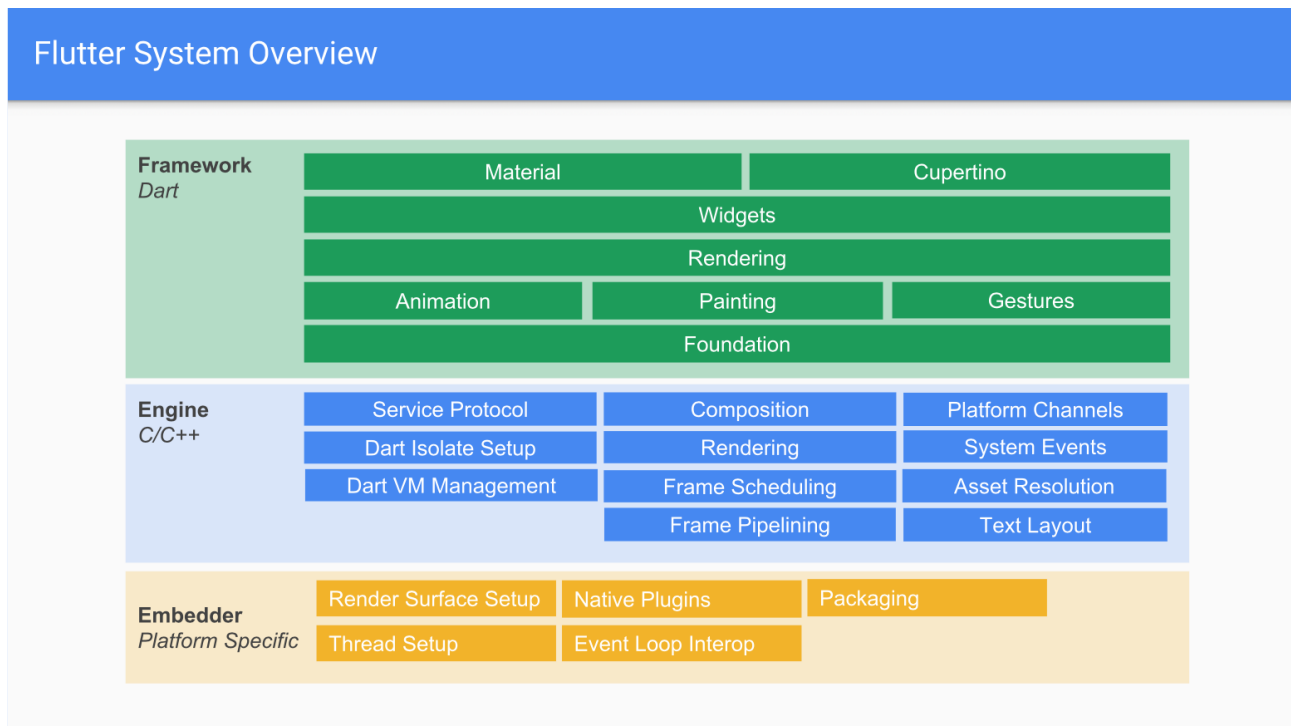 Flutter System Overview
Framework
Dart
Material
Cupertino
Widgets
Rendering
Animation
Painting
Gestures
Foundation
Engine
C/C++
Service Protocol
Composition
Platform Channels
Dart Isolate Setup
Rendering
System Events
Dart VM Management
Frame Scheduling
Asset Resolution
Frame Pipelining
Text Layout
Embedder
Platform Specific
Render Surface Setup
Native Plugins
Packaging
Thread Setup
Event Loop Interop